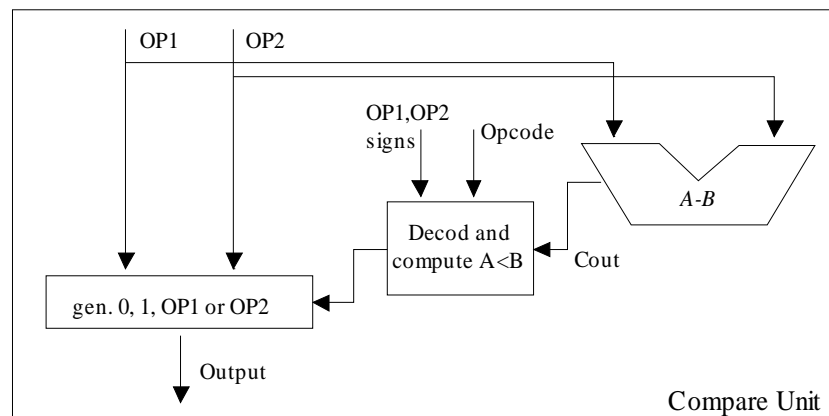 OP1
OP2
OP1,OP2
signs
Opcode
A-B
Decod and
compute A<B
Cout
gen. 0, 1, OP1 or OP2
Output
Compare Unit